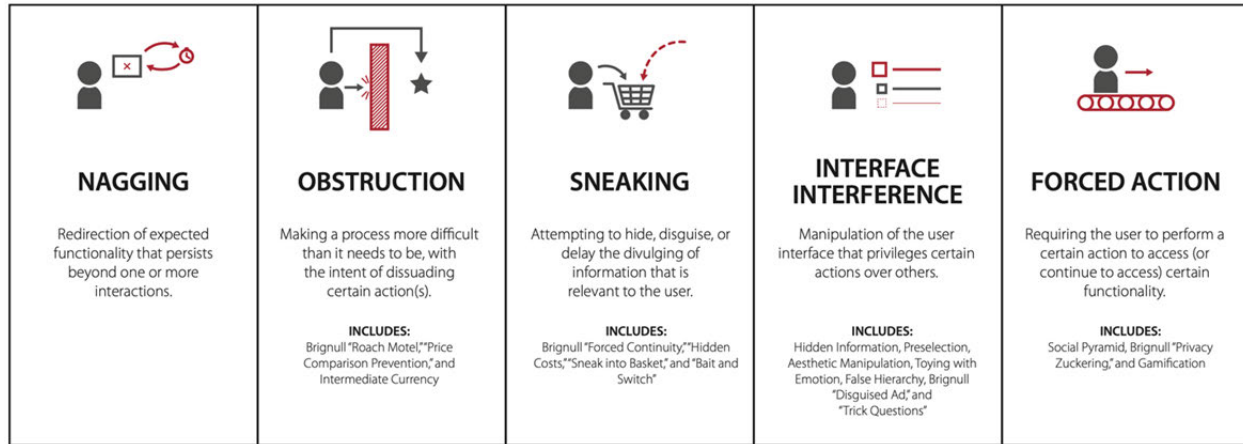 NAGGING
Redirection of expected
functionality that persists
beyond one or more
interactions.
OBSTRUCTION
Making a process more difficult
than it needs to be, with
the intent of dissuading
certain action(s).
INCLUDES:
Brignull "Roach Motel," "Price
Comparison Prevention," and
Intermediate Currency
SNEAKING
Attempting to hide, disguise, or
delay the divulging of
information that is
relevant to the user.
INCLUDES:
Brignull "Forced Continuity," "Hidden
Costs," "Sneak into Basket," and "Bait and
Switch"
INTERFACE
INTERFERENCE
Manipulation of the user
interface that privileges certain
actions over others.
INCLUDES:
Hidden Information, Preselection,
Aesthetic Manipulation, Toying with
Emotion, False Hierarchy, Brignull
"Disguised Ad," and
"Trick Questions"
FORCED ACTION
Requiring the user to perform a
certain action to access (or
continue to access) certain
functionality.
INCLUDES:
Social Pyramid, Brignull "Privacy
Zuckering," and Gamification